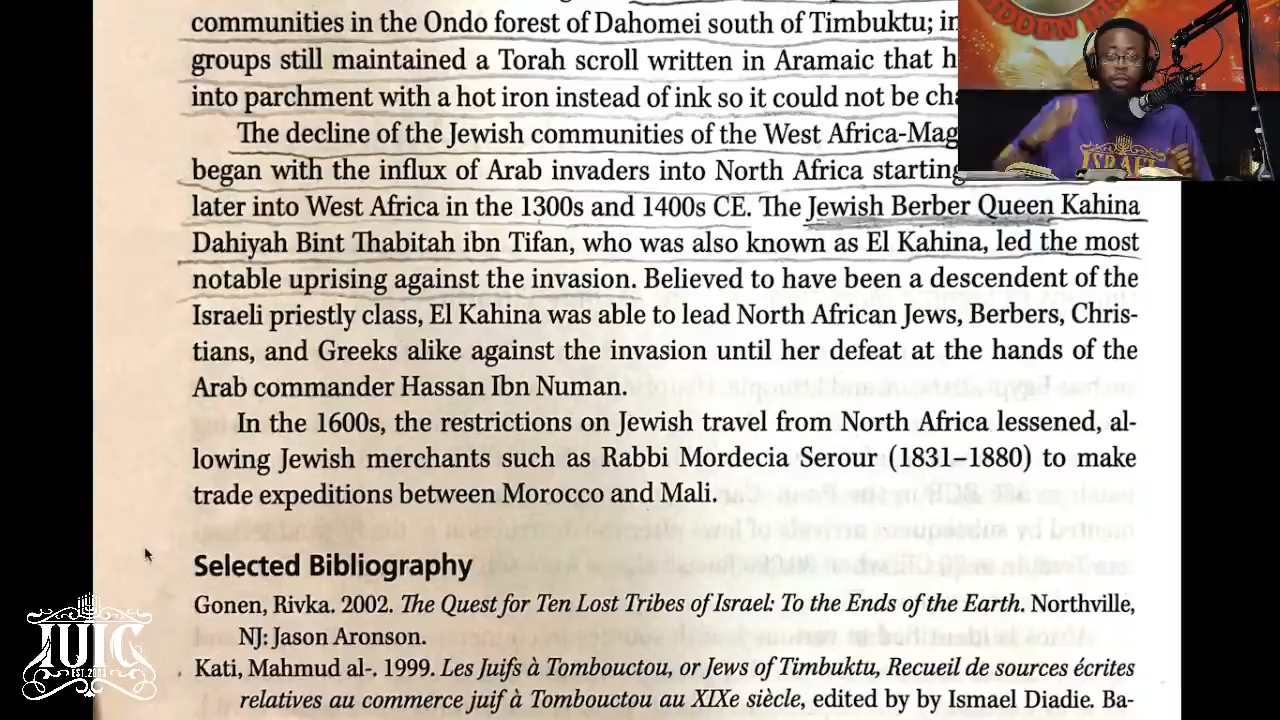 communities in the Ondo forest of Dahomei south of Timbuktu; in
groups still maintained a Torah scroll written in Aramaic that h
into parchment with a hot iron instead of ink so it could not be cha
The decline of the Jewish communities of the West Africa-Mag
began with the influx of Arab invaders into North Africa starting
later into West Africa in the 1300s and 1400s CE. The Jewish Berber Queen Kahina
Dahiyah Bint Thabitah ibn Tifan, who was also known as El Kahina, led the most
notable uprising against the invasion. Believed to have been a descendent of the
Israeli priestly class, El Kahina was able to lead North African Jews, Berbers, Chris-
tians, and Greeks alike against the invasion until her defeat at the hands of the
Arab commander Hassan Ibn Numan.
In the 1600s, the restrictions on Jewish travel from North Africa lessened, al-
lowing Jewish merchants such as Rabbi Mordecia Serour (1831–1880) to make
trade expeditions between Morocco and Mali.
Selected Bibliography
Gonen, Rivka. 2002. The Quest for Ten Lost Tribes of Israel: To the Ends of the Earth. Northville,
NJ: Jason Aronson.
Kati, Mahmud al-. 1999. Les Juifs à Tombouctou, or Jews of Timbuktu, Recueil de sources écrites
relatives au commerce juif à Tombouctou au XIXe siècle, edited by by Ismael Diadie. Ba-
ISRAEL
IUIC
EST. 2003